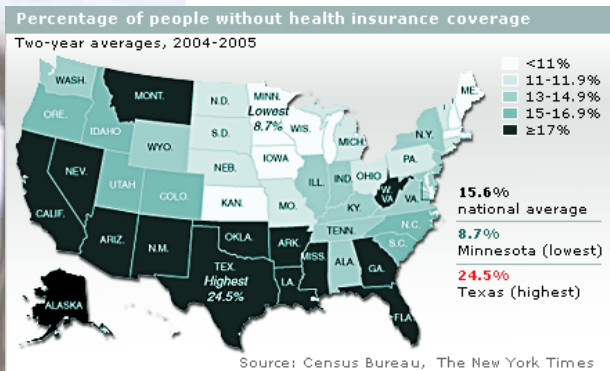 Percentage of people without health insurance coverage
Two-year averages, 2004-2005
<11%
11-11.9%
13-14.9%
15-16.9%
≥17%
WASH.
MONT.
N.D.
MINN.
Lowest
8.7%
ME.
ORE.
IDAHO
S.D.
WIS.
MICH.
N.Y.
WYO.
NEB.
IOWA
PA.
NEV.
UTAH
COLO.
KAN.
MO.
ILL.
IND.
OHIO
W.
VA
VA.
KY.
CALIF.
ARIZ.
N.M.
OKLA.
ARK.
TENN.
N.C.
S.C.
TEX.
Highest
24.5%
LA.
MISS.
ALA.
GA.
FLA.
ALASKA
15.6%
national average
8.7%
Minnesota (lowest)
24.5%
Texas (highest)
Source: Census Bureau, The New York Times